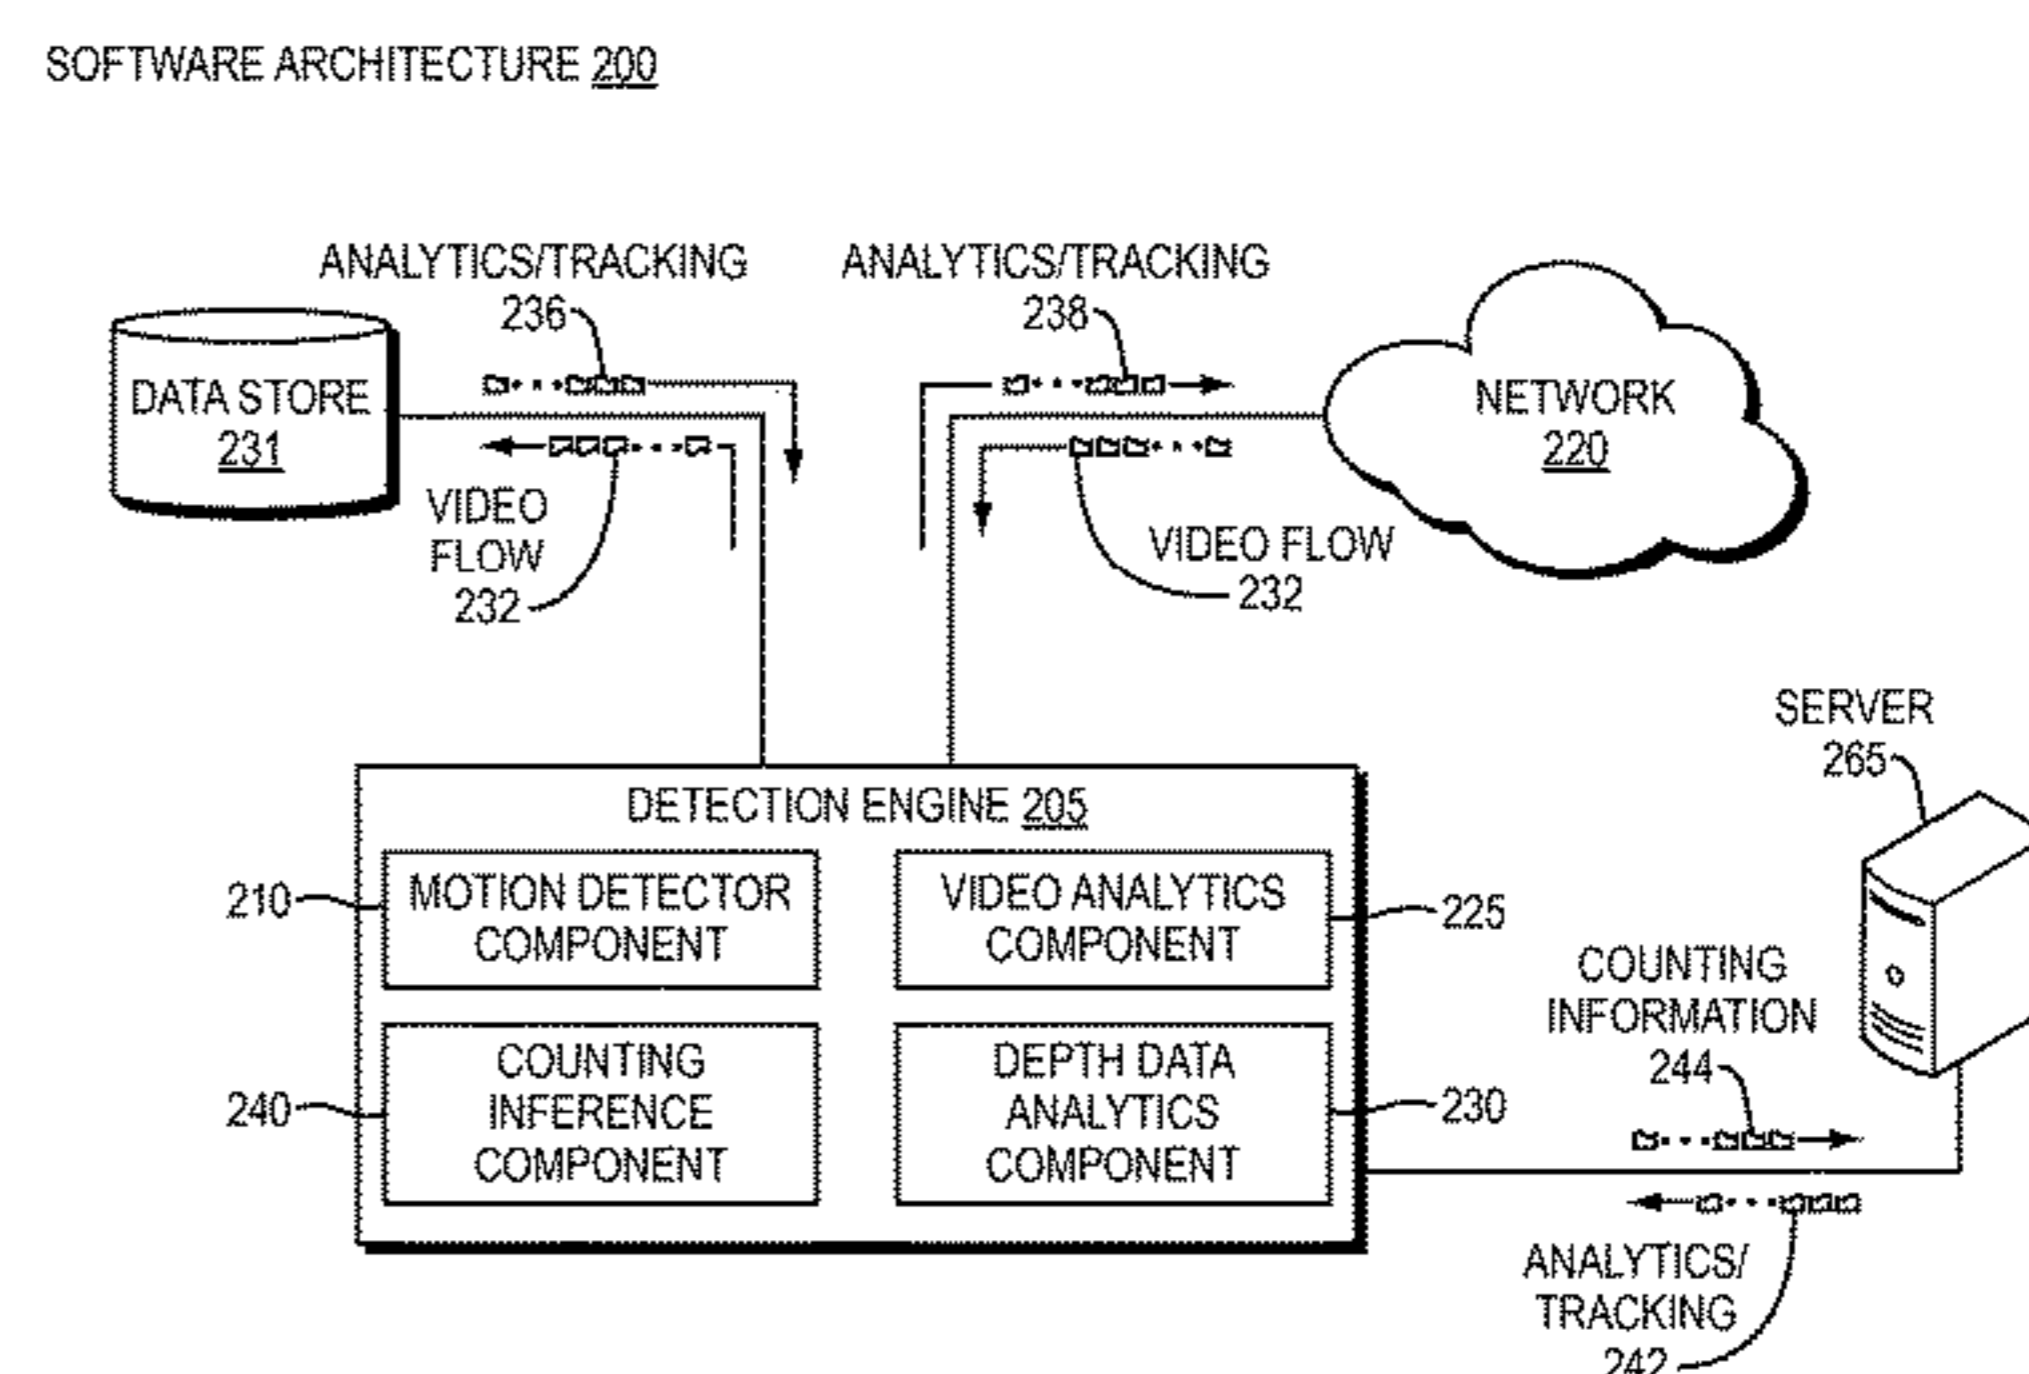 SOFTWARE ARCHITECTURE 200
ANALYTICS/TRACKING
236
ANALYTICS/TRACKING
238
DATA STORE
231
NETWORK
220
VIDEO
FLOW
232
VIDEO FLOW
232
SERVER
265
DETECTION ENGINE 205
210
MOTION DETECTOR
COMPONENT
VIDEO ANALYTICS
COMPONENT
225
240
COUNTING
INFERENCE
COMPONENT
DEPTH DATA
ANALYTICS
COMPONENT
230
COUNTING
INFORMATION
244
ANALYTICS/
TRACKING
242